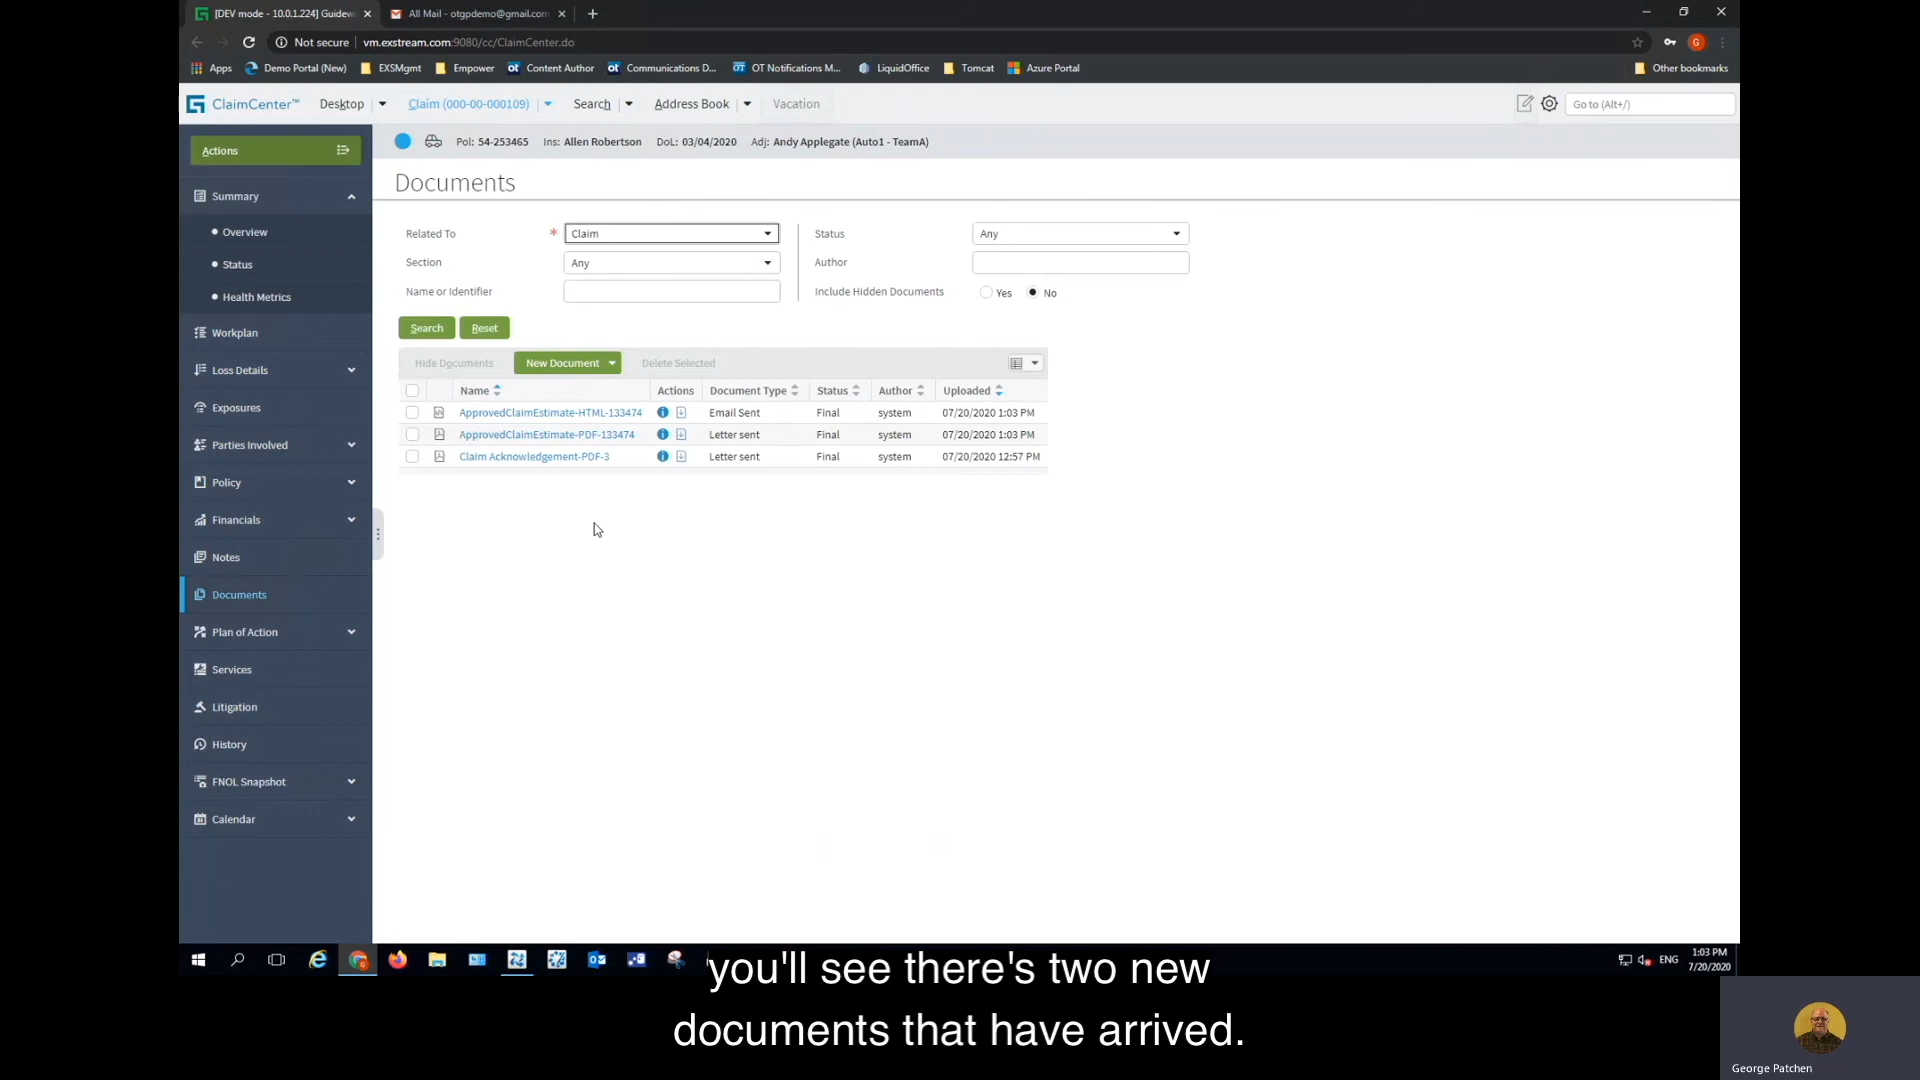 [DEV mode - 10.0.1.224] Guidew
All Mail - otgpdemo@gmail.com
Not secure | vm.exstream.com:9080/cc/ClaimCenter.do
Apps Demo Portal (New) EXSMgmt Empower Content Author Communications D... OT Notifications M... LiquidOffice Tomcat Azure Portal Other bookmarks
ClaimCenter™ Desktop Claim (000-00-000109) Search Address Book Vacation Go to (Alt+/)
Actions
Pol: 54-253465 Ins: Allen Robertson DoL: 03/04/2020 Adj: Andy Applegate (Auto1 - TeamA)
Summary
Overview
Status
Health Metrics
Workplan
Loss Details
Exposures
Parties Involved
Policy
Financials
Notes
Documents
Plan of Action
Services
Litigation
History
FNOL Snapshot
Calendar
Documents
Related To * Claim Status Any
Section Any Author
Name or Identifier Include Hidden Documents Yes No
Search Reset
Hide Documents New Document Delete Selected
Name Actions Document Type Status Author Uploaded
ApprovedClaimEstimate-HTML-133474 Email Sent Final system 07/20/2020 1:03 PM
ApprovedClaimEstimate-PDF-133474 Letter sent Final system 07/20/2020 1:03 PM
Claim Acknowledgement-PDF-3 Letter sent Final system 07/20/2020 12:57 PM
ENG 1:03 PM
7/20/2020
you'll see there's two new
documents that have arrived.
George Patchen